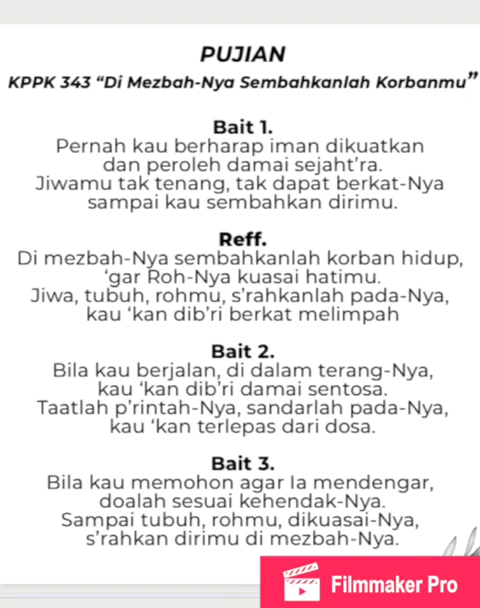 PUJIAN
KPPK 343 “Di Mezbah-Nya Sembahkanlah Korbanmu”
Bait 1.
Pernah kau berharap iman dikuatkan
dan peroleh damai sejaht’ra.
Jiwamu tak tenang, tak dapat berkat-Nya
sampai kau sembahkan dirimu.
Reff.
Di mezbah-Nya sembahkanlah korban hidup,
‘gar Roh-Nya kuasai hatimu.
Jiwa, tubuh, rohmu, s’rahkanlah pada-Nya,
kau ‘kan dib’ri berkat melimpah
Bait 2.
Bila kau berjalan, di dalam terang-Nya,
kau ‘kan dib’ri damai sentosa.
Taatlah p’rintah-Nya, sandarlah pada-Nya,
kau ‘kan terlepas dari dosa.
Bait 3.
Bila kau memohon agar Ia mendengar,
doalah sesuai kehendak-Nya.
Sampai tubuh, rohmu, dikuasai-Nya,
s’rahkan dirimu di mezbah-Nya.
Filmmaker Pro